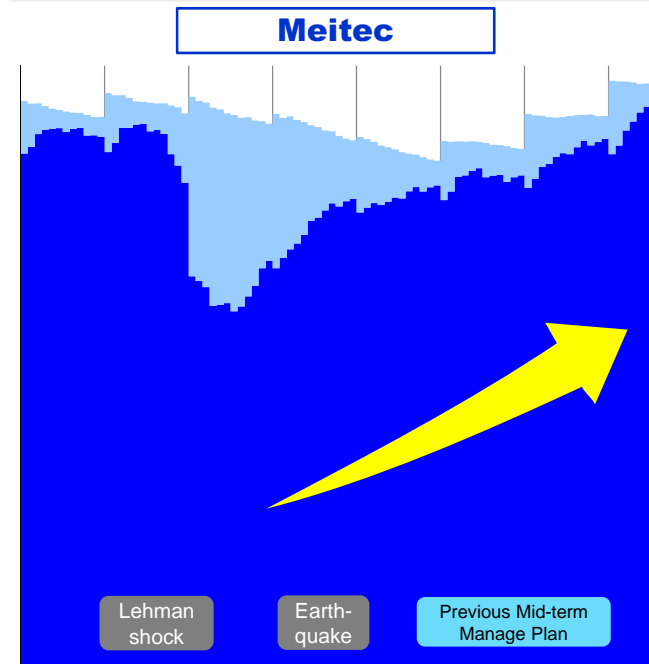 Meitec
Lehman
shock
Earth-
quake
Previous Mid-term
Manage Plan